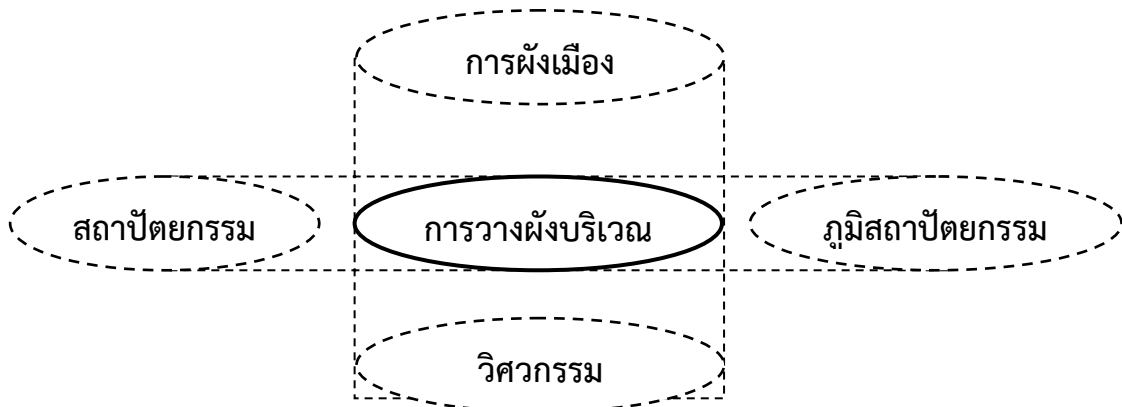 การผังเมือง
สถาปัตยกรรม
การวางผังบริเวณ
ภูมิสถาปัตยกรรม
วิศวกรรม